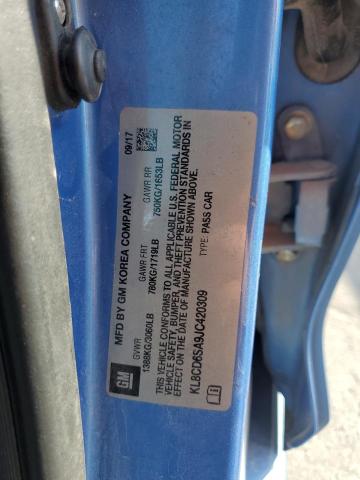 GM
MFD BY GM KOREA COMPANY 09/17
GVWR GAWR FRT GAWR RR
1388KG/3060LB 780KG/1719LB 750KG/1653LB
THIS VEHICLE CONFORMS TO ALL APPLICABLE U.S. FEDERAL MOTOR
VEHICLE SAFETY, BUMPER, AND THEFT PREVENTION STANDARDS IN
EFFECT ON THE DATE OF MANUFACTURE SHOWN ABOVE.
KL8CD6SA9JC420309 TYPE: PASS CAR